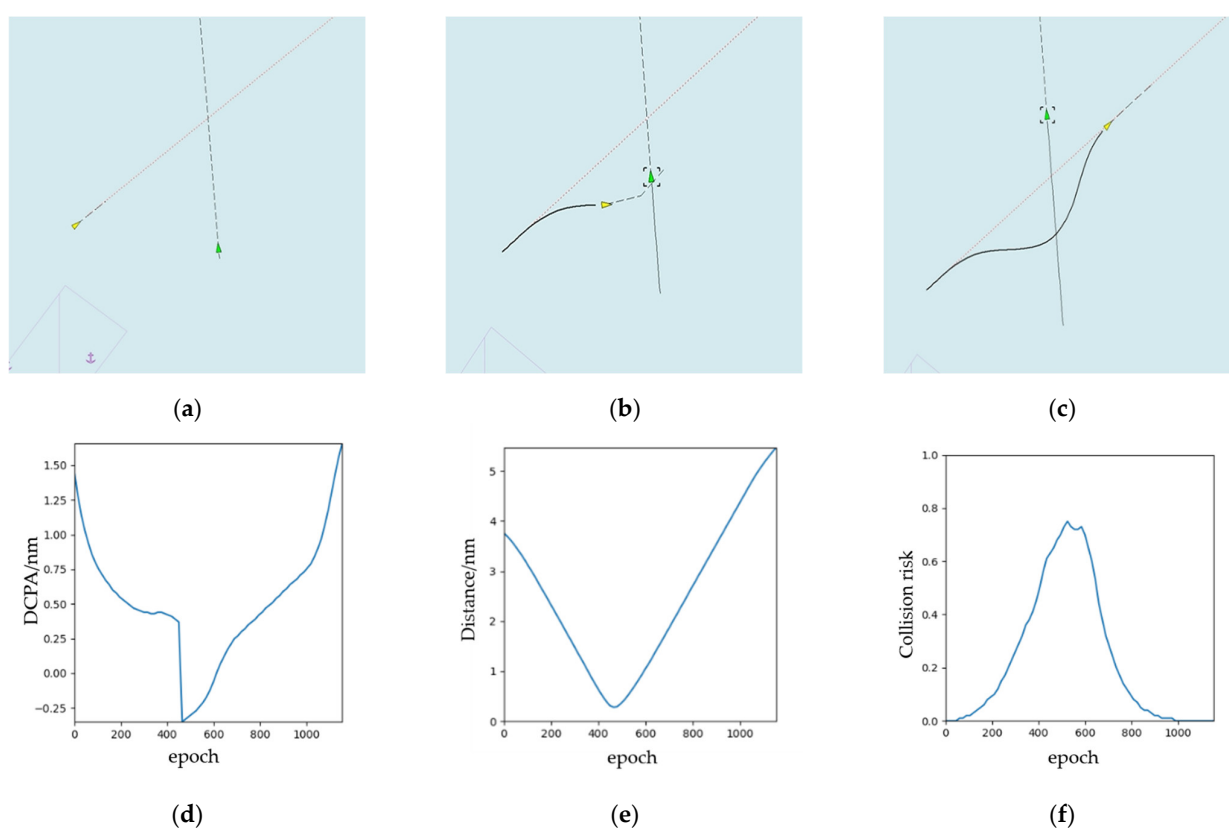 (a)
(b)
(c)
DCPA/nm
1.50
1.25
1.00
0.75
0.50
0.25
0.00
−0.25
0 200 400 600 800 1000
epoch
Distance/nm
5
4
3
2
1
0
0 200 400 600 800 1000
epoch
Collision risk
1.0
0.8
0.6
0.4
0.2
0.0
0 200 400 600 800 1000
epoch
(d)
(e)
(f)